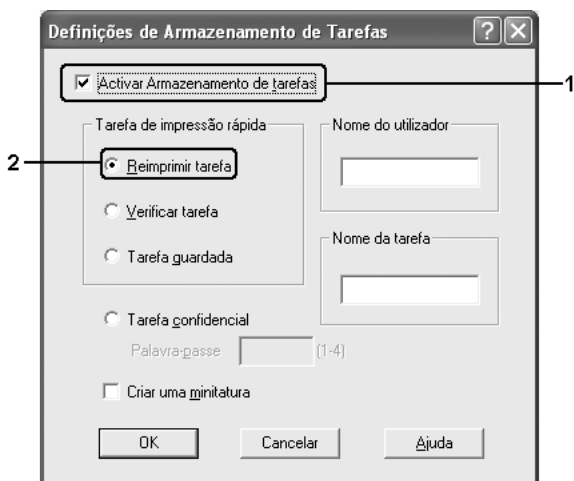 Definições de Armazenamento de Tarefas
Activar Armazenamento de tarefas
1
Tarefa de impressão rápida
2
Reimprimir tarefa
Verificar tarefa
Tarefa guardada
Nome do utilizador
Nome da tarefa
Tarefa confidencial
Palavra-passe (1-4)
Criar uma minitatura
OK Cancelar Ajuda